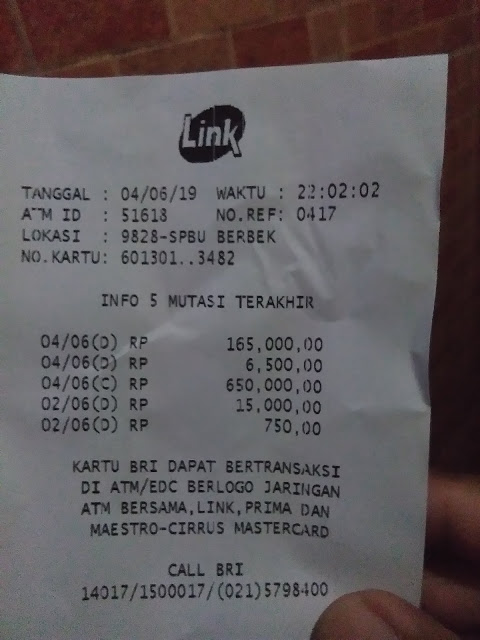 Link
TANGGAL : 04/06/19 WAKTU : 22:02:02
ATM ID : 51618 NO.REF: 0417
LOKASI : 9828-SPBU BERBEK
NO.KARTU: 601301..3482
INFO 5 MUTASI TERAKHIR
04/06(D) RP 165,000,00
04/06(D) RP 6,500,00
04/06(C) RP 650,000,00
02/06(D) RP 15,000,00
02/06(D) RP 750,00
KARTU BRI DAPAT BERTRANSAKSI
DI ATM/EDC BERLOGO JARINGAN
ATM BERSAMA,LINK,PRIMA DAN
MAESTRO-CIRRUS MASTERCARD
CALL BRI
14017/1500017/(021)5798400